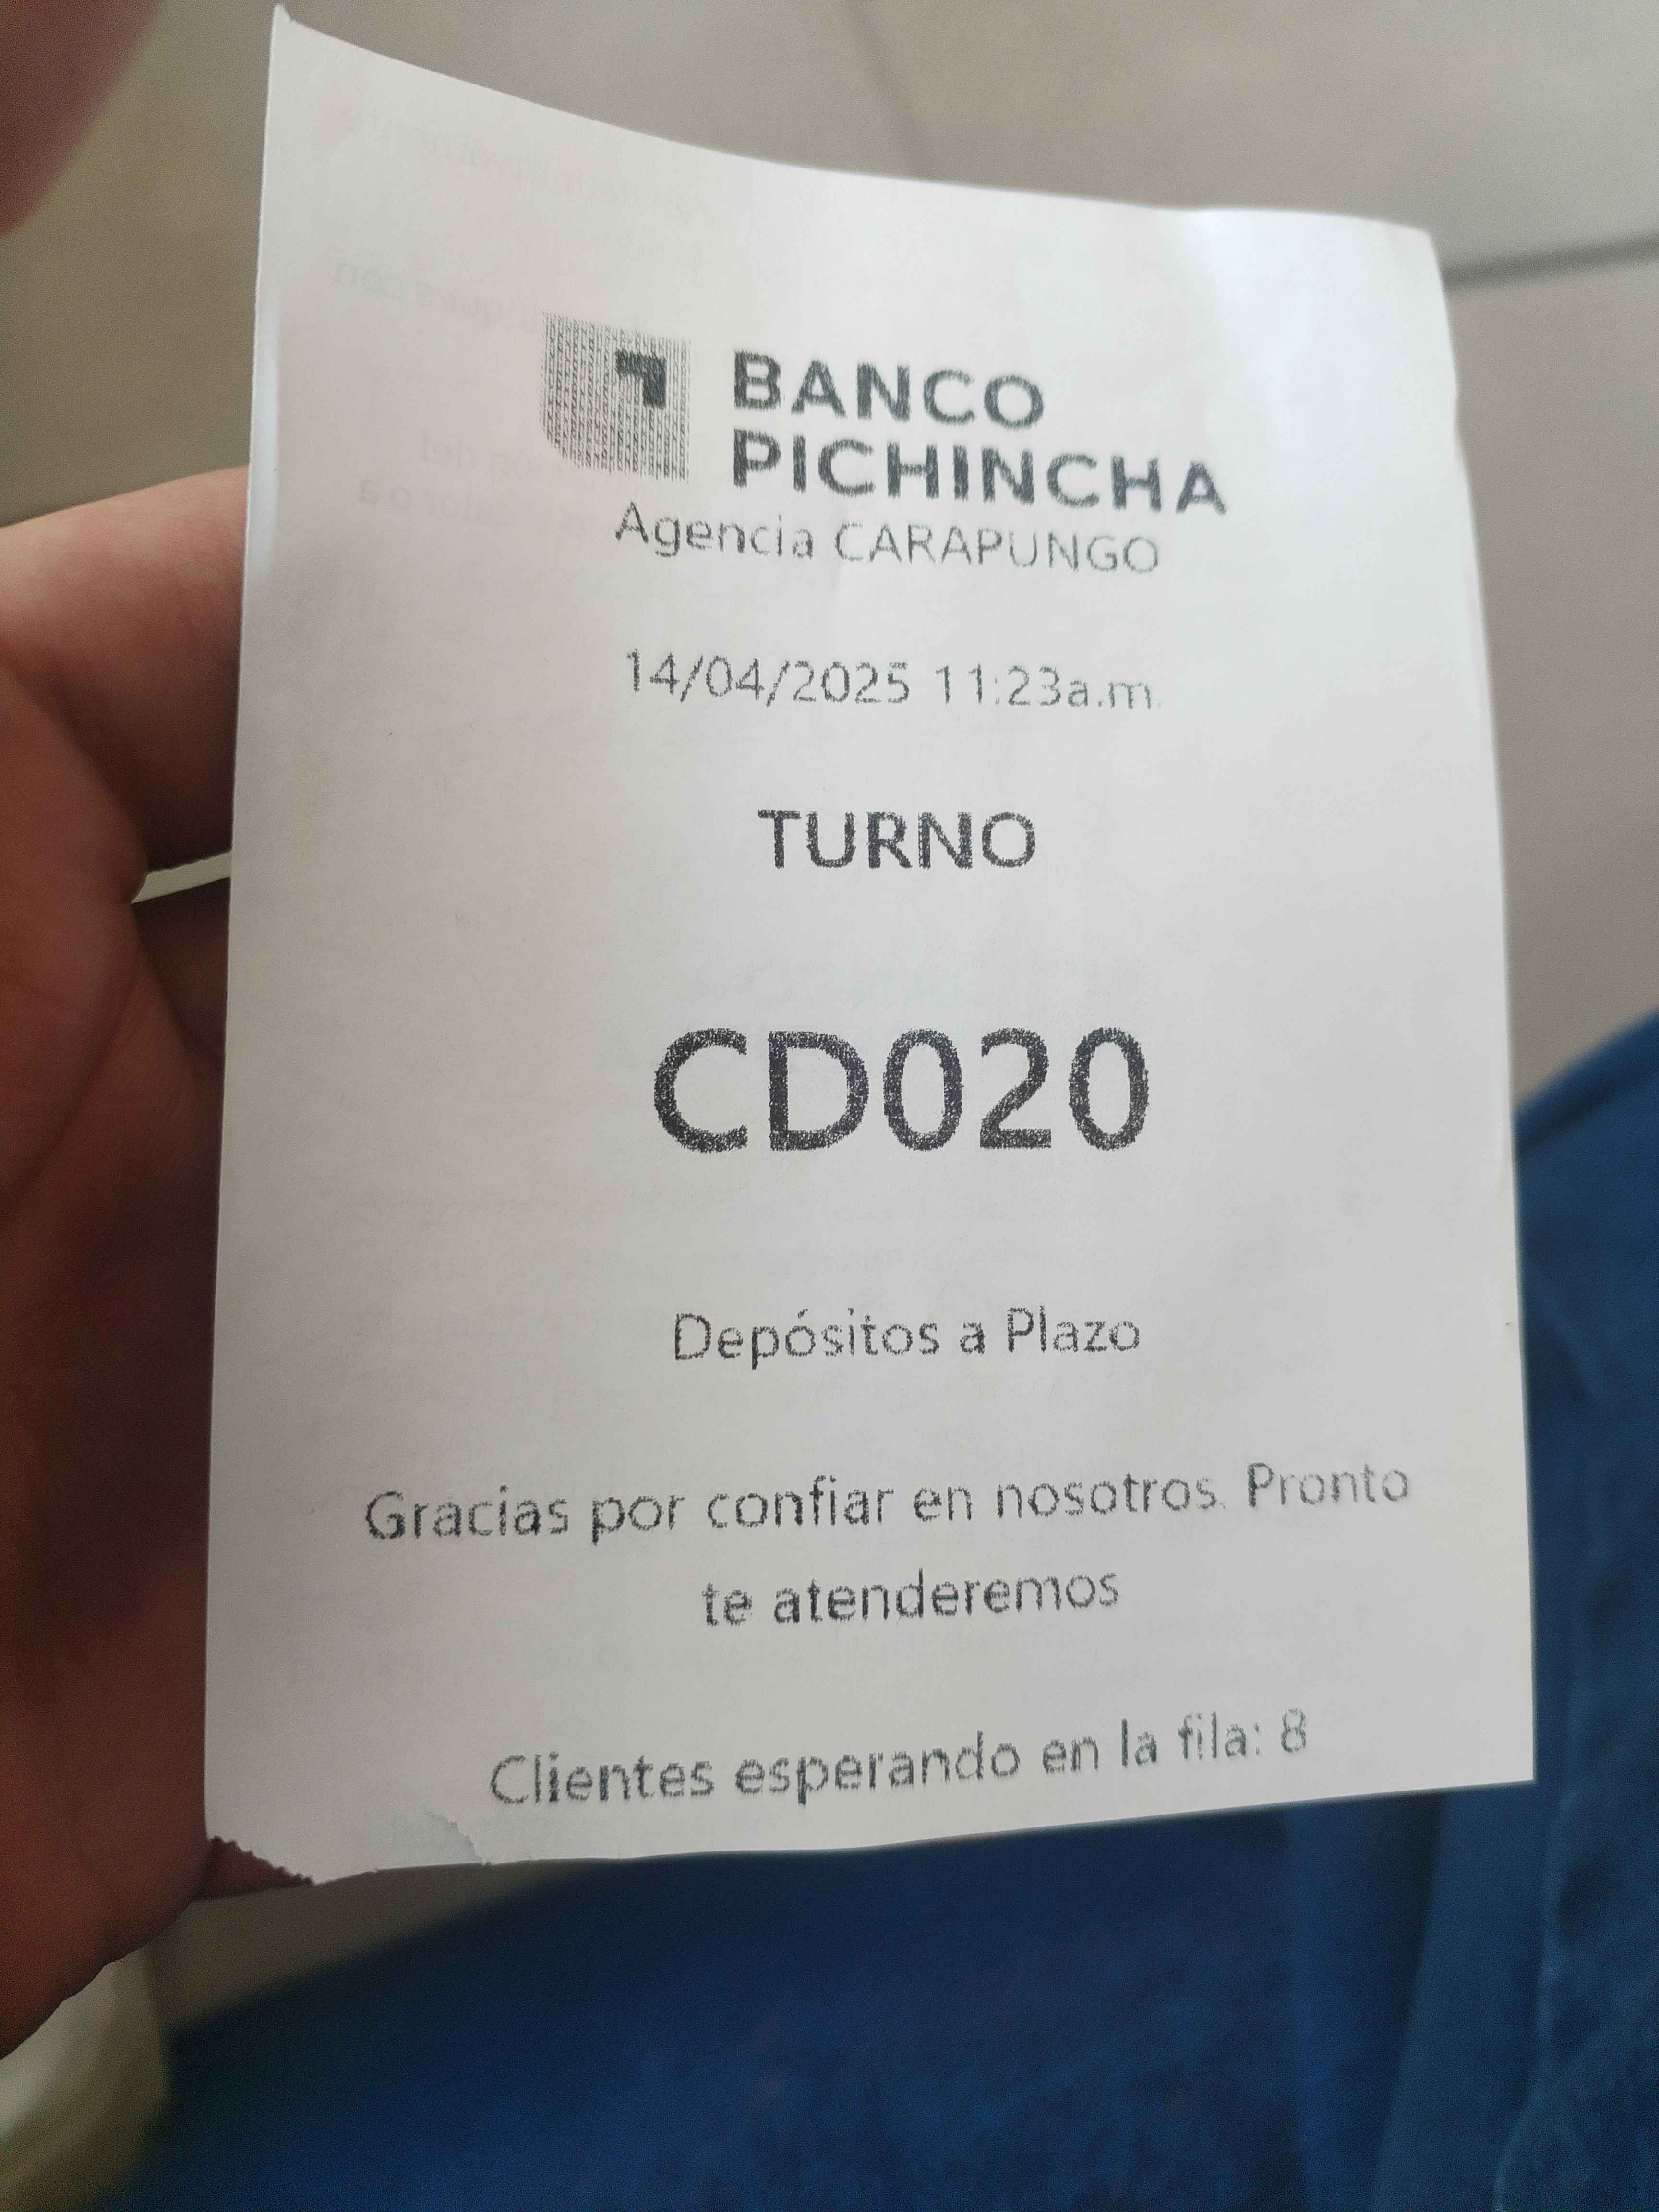 BANCO
PICHINCHA
Agencia CARAPUNGO
14/04/2025 11:23a.m.
TURNO
CD020
Depósitos a Plazo
Gracias por confiar en nosotros. Pronto
te atenderemos
Clientes esperando en la fila: 8